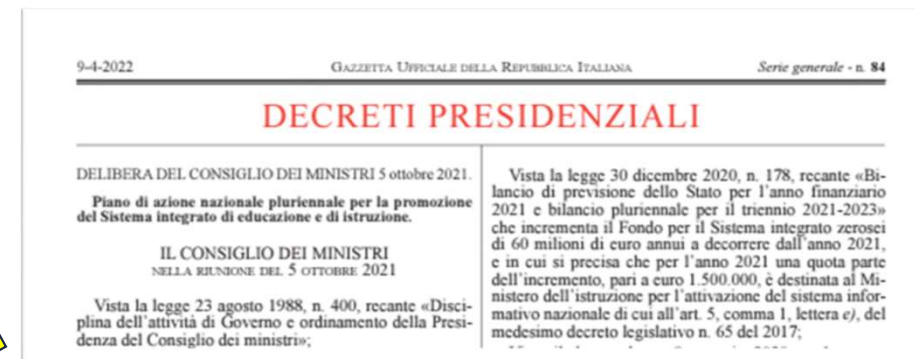 9-4-2022 GAZZETTA UFFICIALE DELLA REPUBBLICA ITALIANA Serie generale - n. 84
DECRETI PRESIDENZIALI
DELIBERA DEL CONSIGLIO DEI MINISTRI 5 ottobre 2021.
Piano di azione nazionale pluriennale per la promozione
del Sistema integrato di educazione e di istruzione.
IL CONSIGLIO DEI MINISTRI
NELLA RIUNIONE DEL 5 OTTOBRE 2021
Vista la legge 23 agosto 1988, n. 400, recante «Disci-
plina dell'attività di Governo e ordinamento della Presi-
denza del Consiglio dei ministri»;
Vista la legge 30 dicembre 2020, n. 178, recante «Bi-
lancio di previsione dello Stato per l'anno finanziario
2021 e bilancio pluriennale per il triennio 2021-2023»
che incrementa il Fondo per il Sistema integrato zerosei
di 60 milioni di euro annui a decorrere dall'anno 2021,
e in cui si precisa che per l'anno 2021 una quota parte
dell'incremento, pari a euro 1.500.000, è destinata al Mi-
nistero dell'istruzione per l'attivazione del sistema infor-
mativo nazionale di cui all'art. 5, comma 1, lettera e), del
medesimo decreto legislativo n. 65 del 2017;